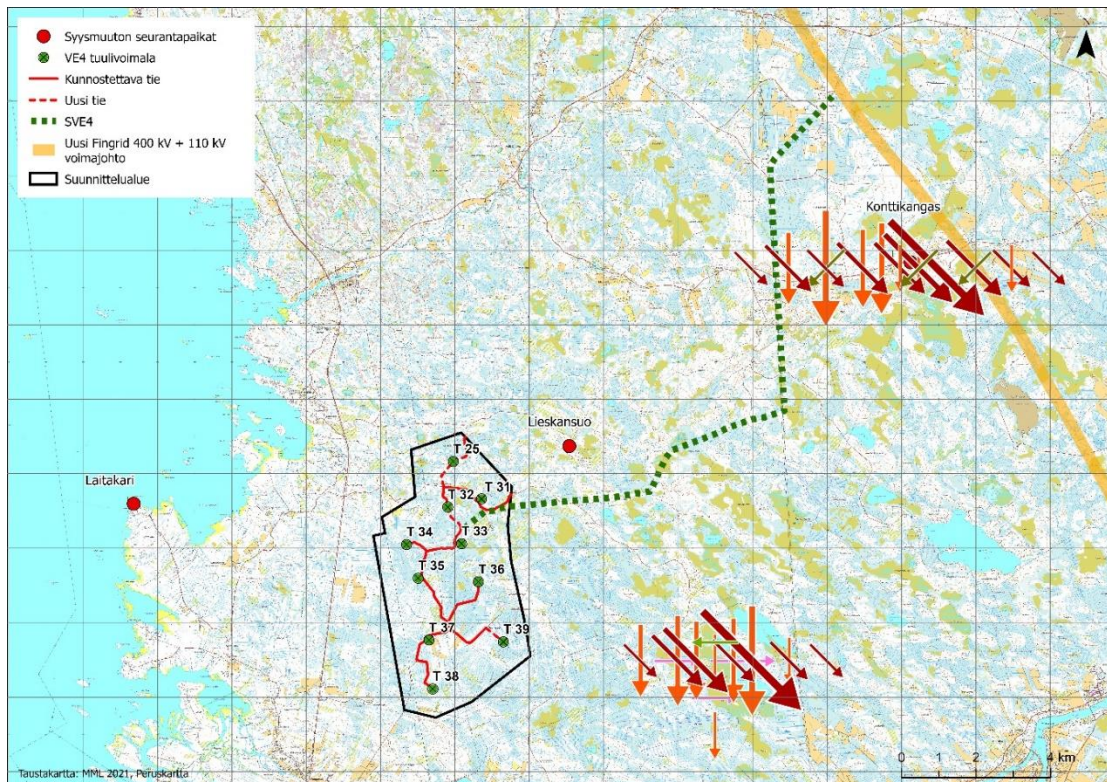 Syysmuuton seurantapaikat
VE4 tuulivoimala
Kunnostettava tie
Uusi tie
SVE4
Uusi Fingrid 400 kV + 110 kV
voimajohto
Suunnittelualue
Konttikangas
Lieskansuo
Laitakari
T 25
T 31
T 32
T 33
T 34
T 35
T 36
T 37
T 39
T 38
0 2 4 km
Taustakartta: MML 2021, Peruskartta